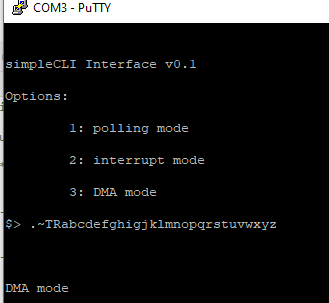 COM3 - PuTTY
simpleCLI Interface v0.1
Options:
1: polling mode
2: interrupt mode
3: DMA mode
$> .~TRabcdefghigjklmnopqrstuvwxyz
DMA mode